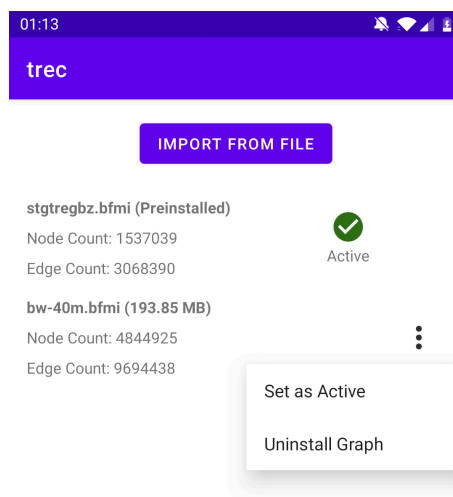 01:13
trec
IMPORT FROM FILE
stgtregbz.bfmi (Preinstalled)
Node Count: 1537039
Edge Count: 3068390
Active
bw-40m.bfmi (193.85 MB)
Node Count: 4844925
Edge Count: 9694438
Set as Active
Uninstall Graph